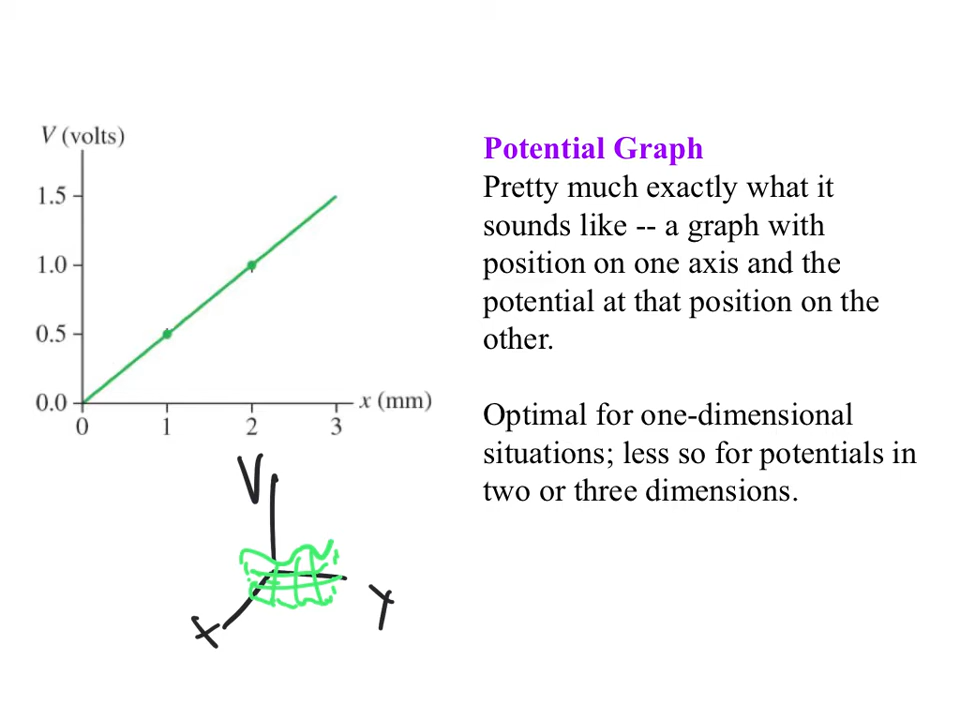 V (volts)
1.5
1.0
0.5
0.0
x (mm)
0 1 2 3
Potential Graph
Pretty much exactly what it
sounds like -- a graph with
position on one axis and the
potential at that position on the
other.
Optimal for one-dimensional
situations; less so for potentials in
two or three dimensions.
V
X
Y